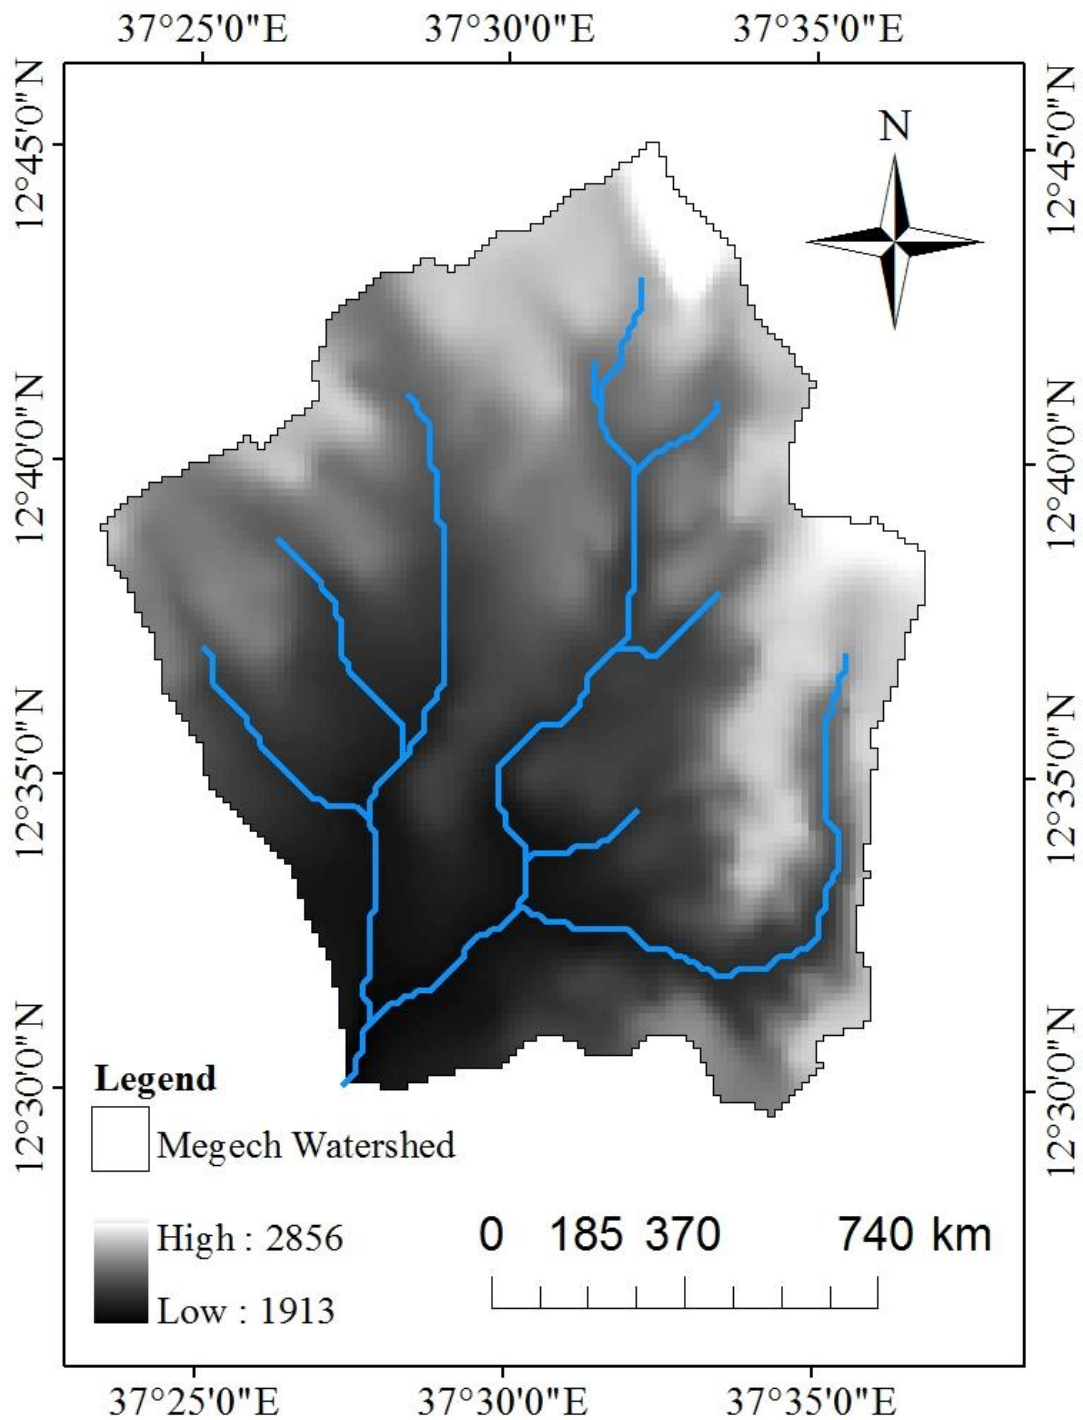 37°25'0"E 37°30'0"E 37°35'0"E
N
12°45'0"N 12°45'0"N
12°40'0"N 12°40'0"N
12°35'0"N 12°35'0"N
12°30'0"N 12°30'0"N
Legend
Megech Watershed
High : 2856
Low : 1913
0 185 370 740 km
37°25'0"E 37°30'0"E 37°35'0"E